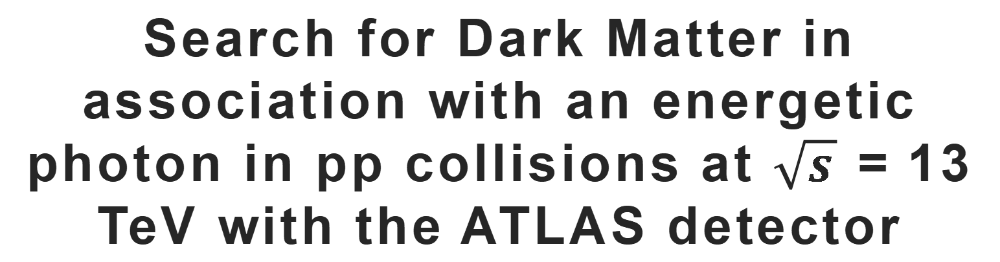 Search for Dark Matter in
association with an energetic
photon in pp collisions at √s = 13
TeV with the ATLAS detector